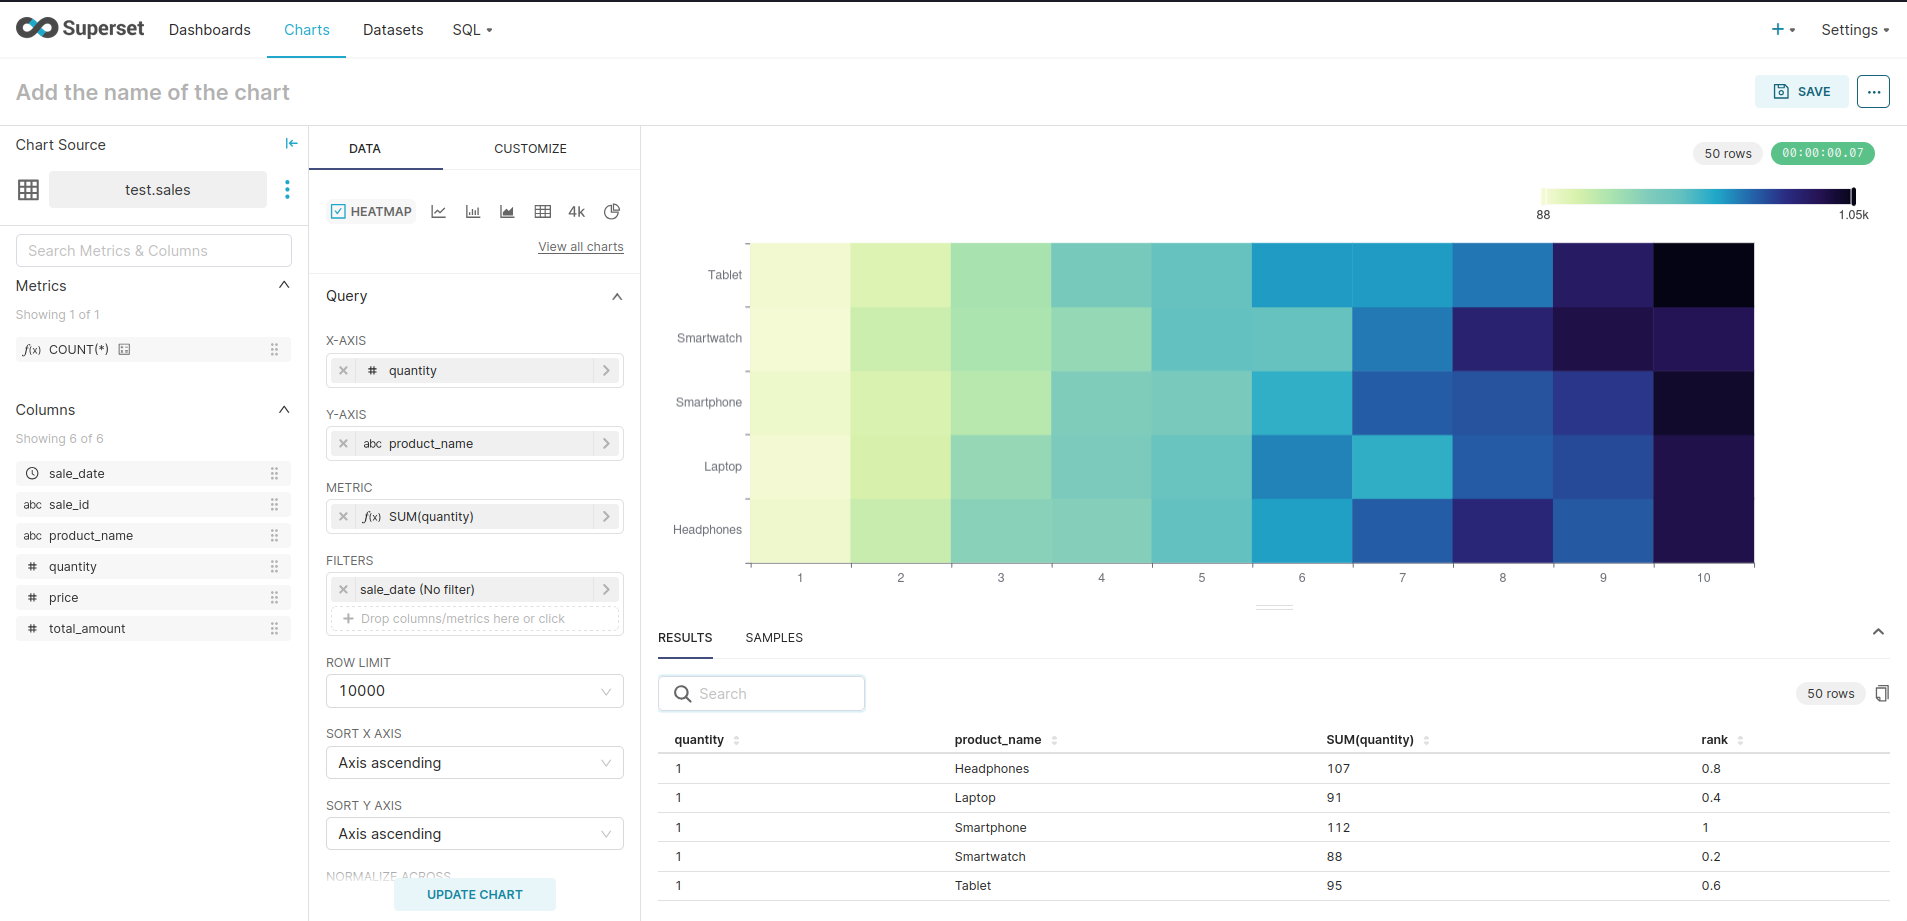 Superset Dashboards Charts Datasets SQL Settings
Add the name of the chart
SAVE
Chart Source
test.sales
Search Metrics & Columns
Metrics
Showing 1 of 1
f(x) COUNT(*)
Columns
Showing 6 of 6
sale_date
abc sale_id
abc product_name
# quantity
# price
# total_amount
DATA CUSTOMIZE
HEATMAP 4k
View all charts
Query
X-AXIS
# quantity
Y-AXIS
abc product_name
METRIC
f(x) SUM(quantity)
FILTERS
sale_date (No filter)
+ Drop columns/metrics here or click
ROW LIMIT
10000
SORT X AXIS
Axis ascending
SORT Y AXIS
Axis ascending
NORMALIZE ACROSS
UPDATE CHART
50 rows 00:00:00.07
88 1.05k
Tablet
Smartwatch
Smartphone
Laptop
Headphones
1 2 3 4 5 6 7 8 9 10
RESULTS SAMPLES
Search
50 rows
quantity product_name SUM(quantity) rank
1 Headphones 107 0.8
1 Laptop 91 0.4
1 Smartphone 112 1
1 Smartwatch 88 0.2
1 Tablet 95 0.6